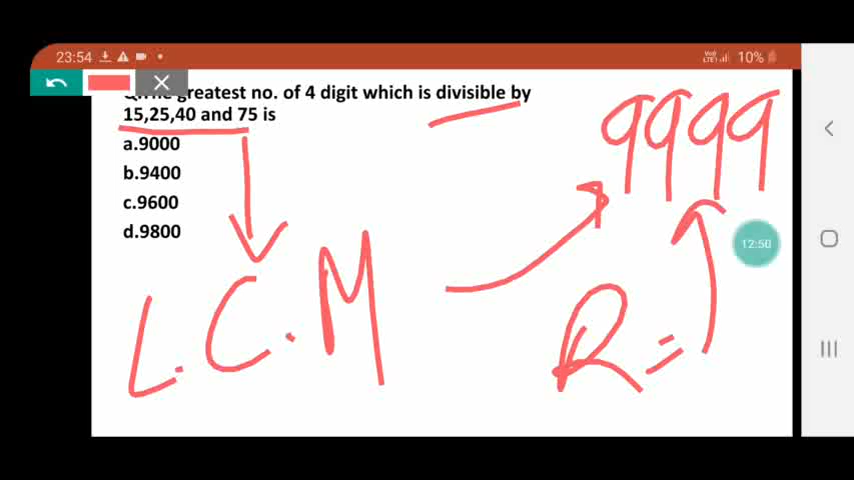 23:54 10%
greatest no. of 4 digit which is divisible by
15,25,40 and 75 is
a.9000
b.9400
c.9600
d.9800
9999
12:50
L.C.M
R=